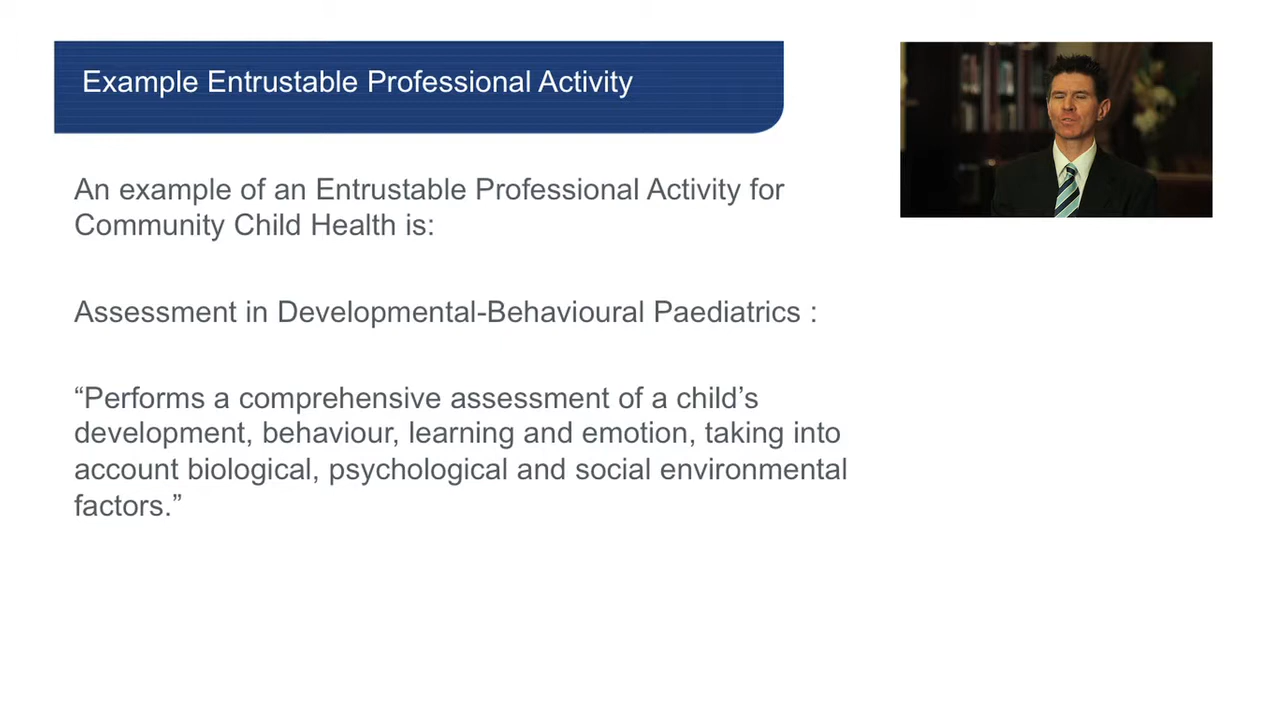 Example Entrustable Professional Activity
An example of an Entrustable Professional Activity for
Community Child Health is:
Assessment in Developmental-Behavioural Paediatrics :
“Performs a comprehensive assessment of a child’s
development, behaviour, learning and emotion, taking into
account biological, psychological and social environmental
factors.”